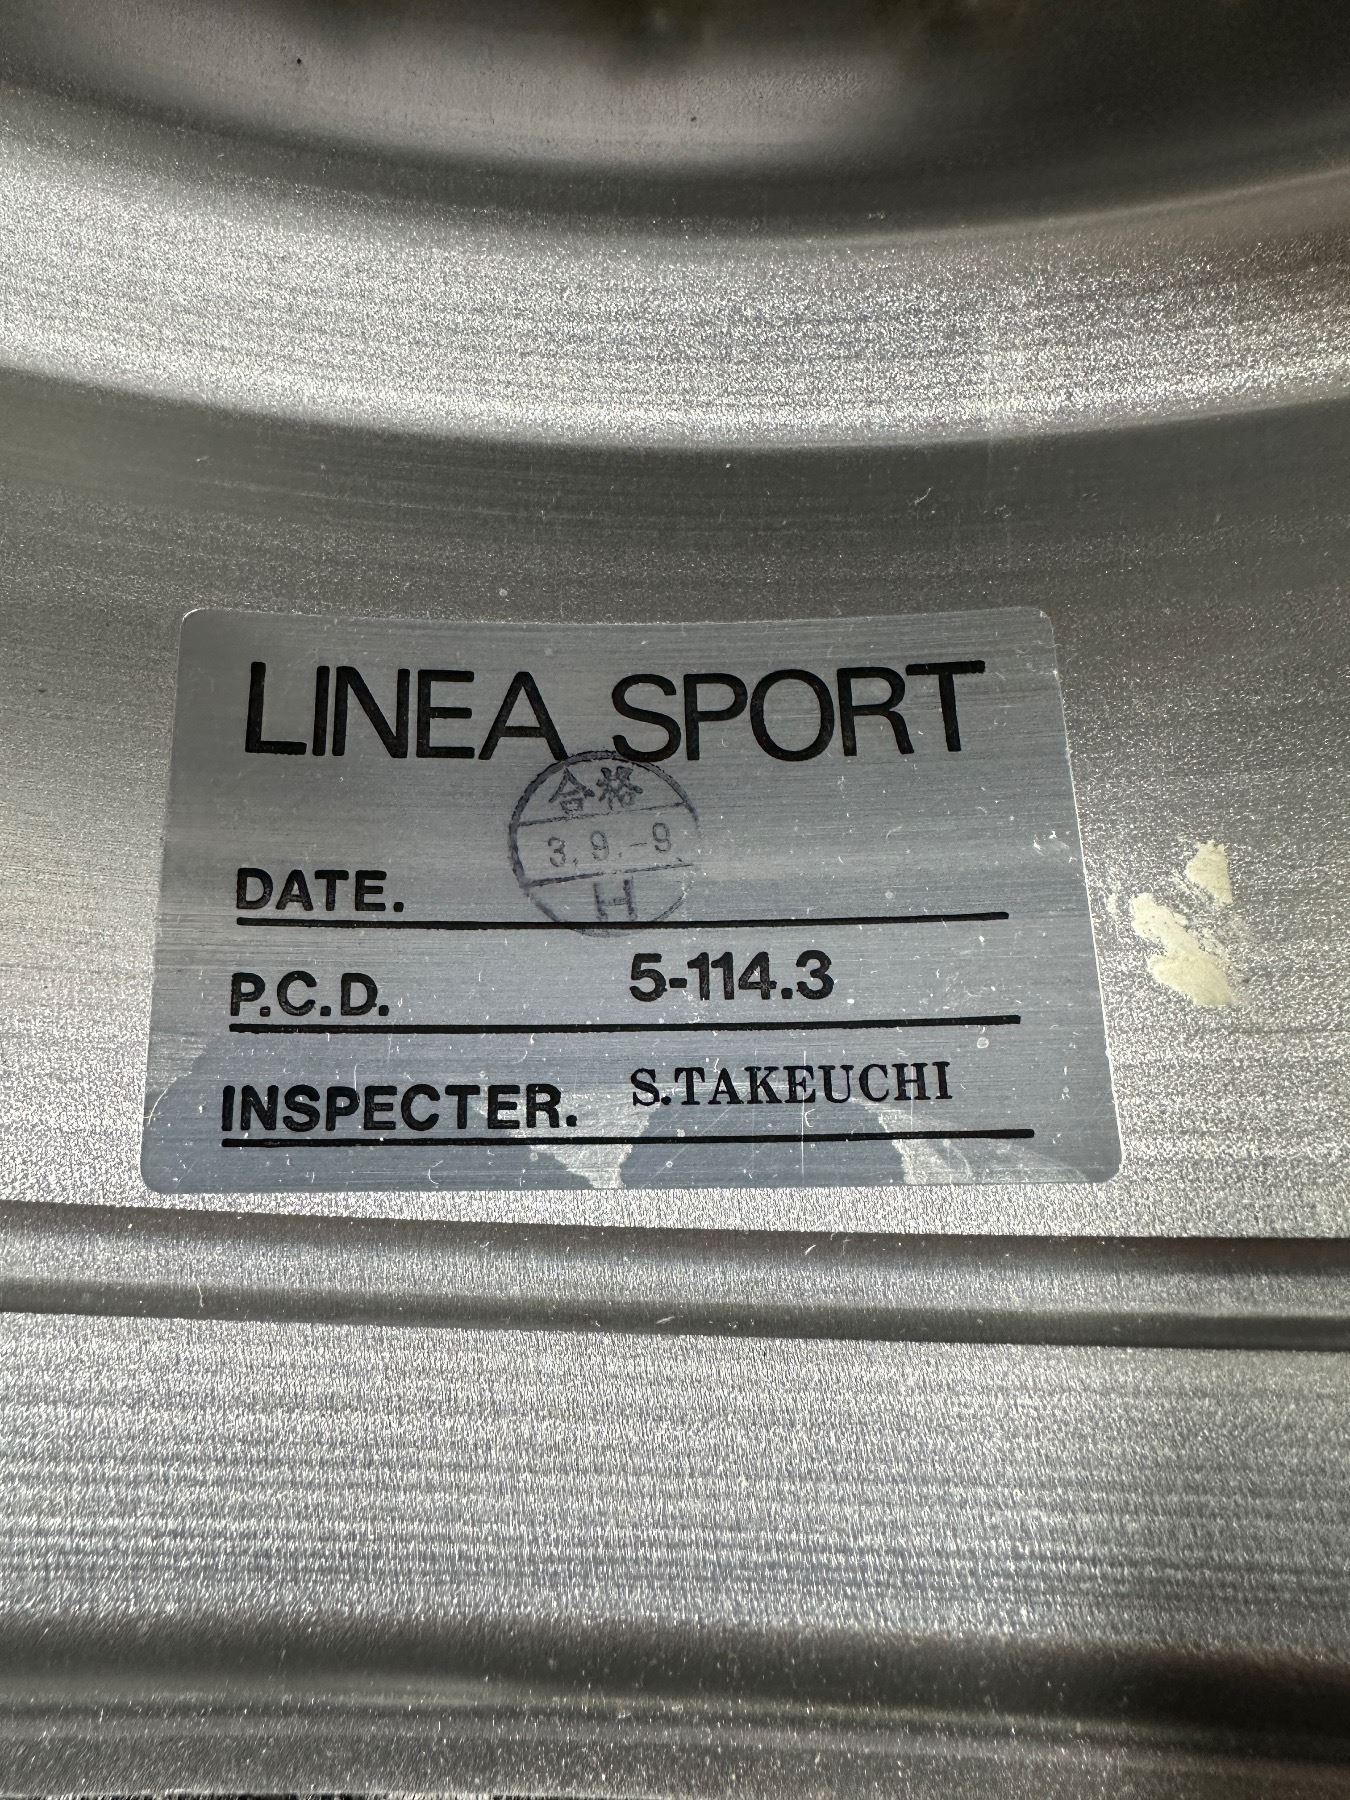 LINEA SPORT
合格
3.9.-9
H
DATE.
P.C.D. 5-114.3
INSPECTER. S.TAKEUCHI